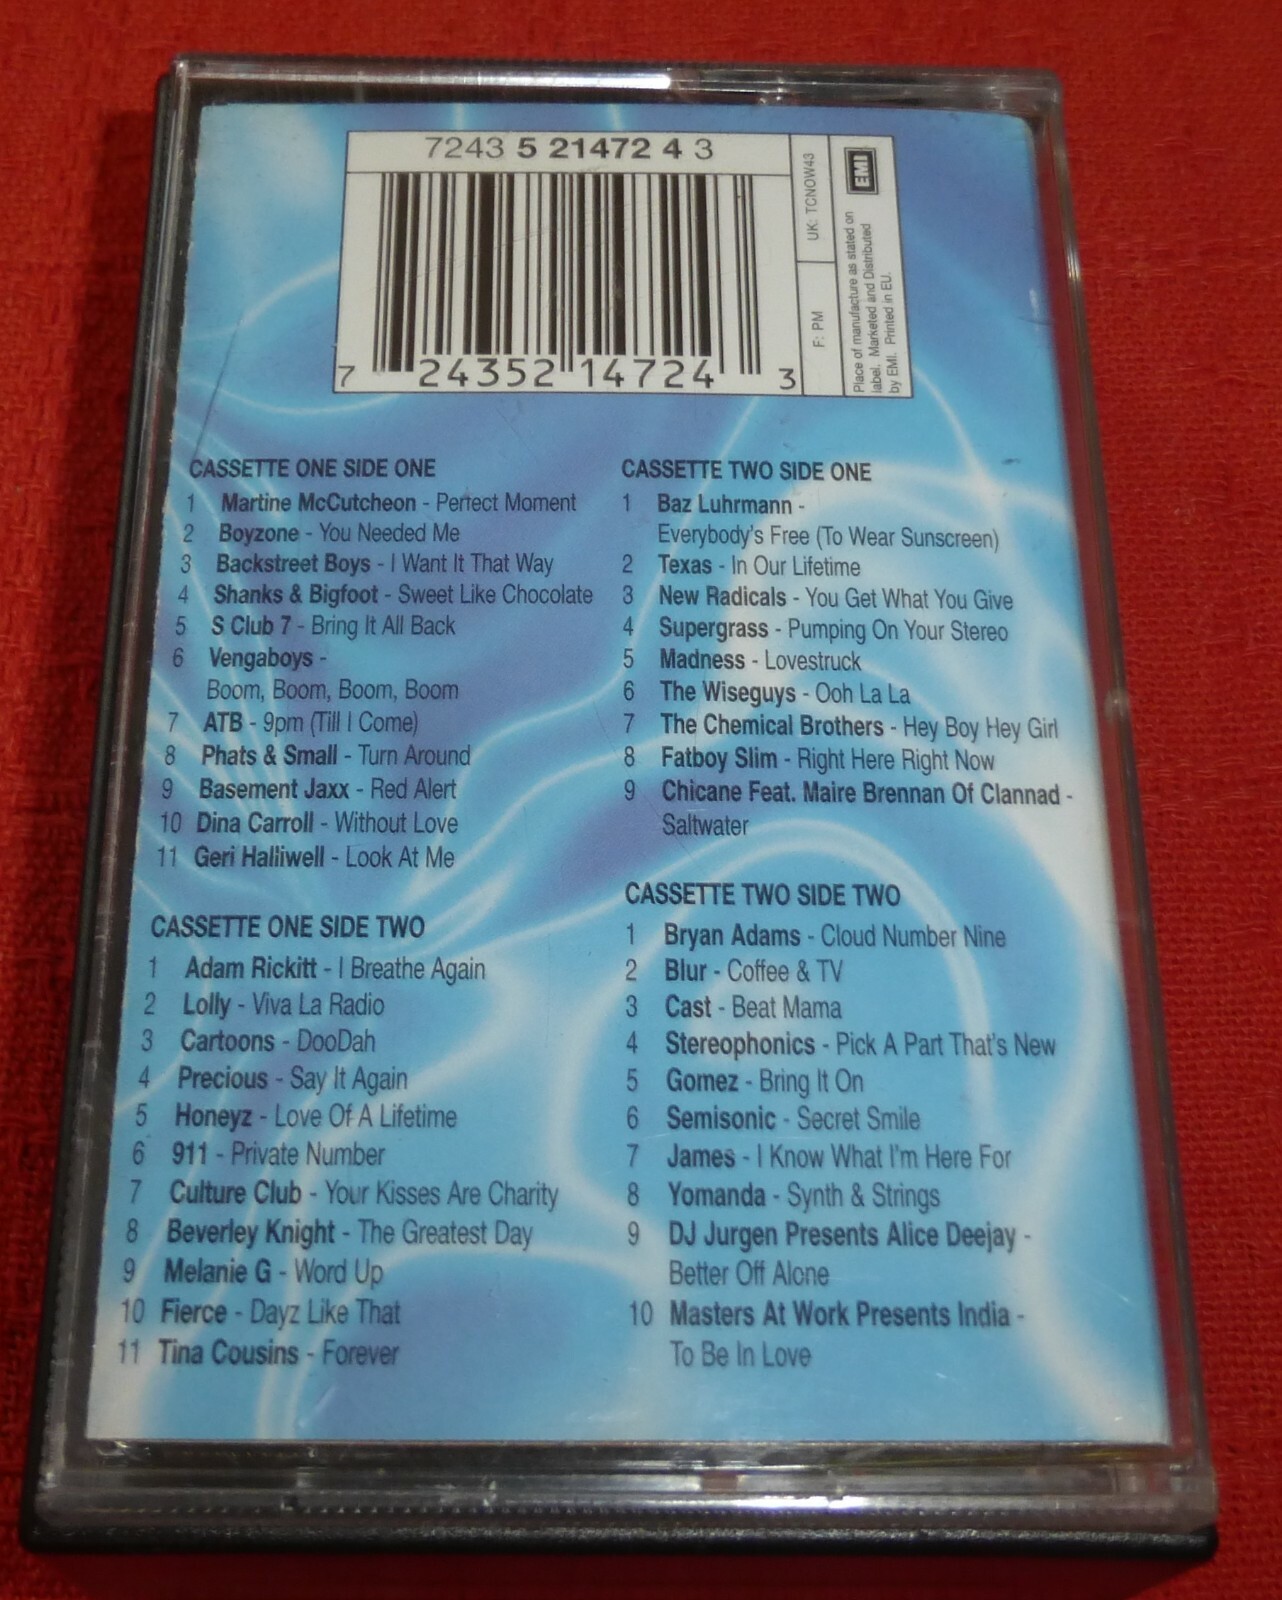 7243 5 21472 4 3
7 24352 14724 3
UK: TCNOW43
F: PM
EMI
Place of manufacture as stated on
label. Marketed and Distributed
by EMI. Printed in EU.
CASSETTE ONE SIDE ONE
1 Martine McCutcheon - Perfect Moment
2 Boyzone - You Needed Me
3 Backstreet Boys - I Want It That Way
4 Shanks & Bigfoot - Sweet Like Chocolate
5 S Club 7 - Bring It All Back
6 Vengaboys -
Boom, Boom, Boom, Boom
7 ATB - 9pm (Till I Come)
8 Phats & Small - Turn Around
9 Basement Jaxx - Red Alert
10 Dina Carroll - Without Love
11 Geri Halliwell - Look At Me
CASSETTE ONE SIDE TWO
1 Adam Rickitt - I Breathe Again
2 Lolly - Viva La Radio
3 Cartoons - DooDah
4 Precious - Say It Again
5 Honeyz - Love Of A Lifetime
6 911 - Private Number
7 Culture Club - Your Kisses Are Charity
8 Beverley Knight - The Greatest Day
9 Melanie G - Word Up
10 Fierce - Dayz Like That
11 Tina Cousins - Forever
CASSETTE TWO SIDE ONE
1 Baz Luhrmann -
Everybody's Free (To Wear Sunscreen)
2 Texas - In Our Lifetime
3 New Radicals - You Get What You Give
4 Supergrass - Pumping On Your Stereo
5 Madness - Lovestruck
6 The Wiseguys - Ooh La La
7 The Chemical Brothers - Hey Boy Hey Girl
8 Fatboy Slim - Right Here Right Now
9 Chicane Feat. Maire Brennan Of Clannad -
Saltwater
CASSETTE TWO SIDE TWO
1 Bryan Adams - Cloud Number Nine
2 Blur - Coffee & TV
3 Cast - Beat Mama
4 Stereophonics - Pick A Part That's New
5 Gomez - Bring It On
6 Semisonic - Secret Smile
7 James - I Know What I'm Here For
8 Yomanda - Synth & Strings
9 DJ Jurgen Presents Alice Deejay -
Better Off Alone
10 Masters At Work Presents India -
To Be In Love